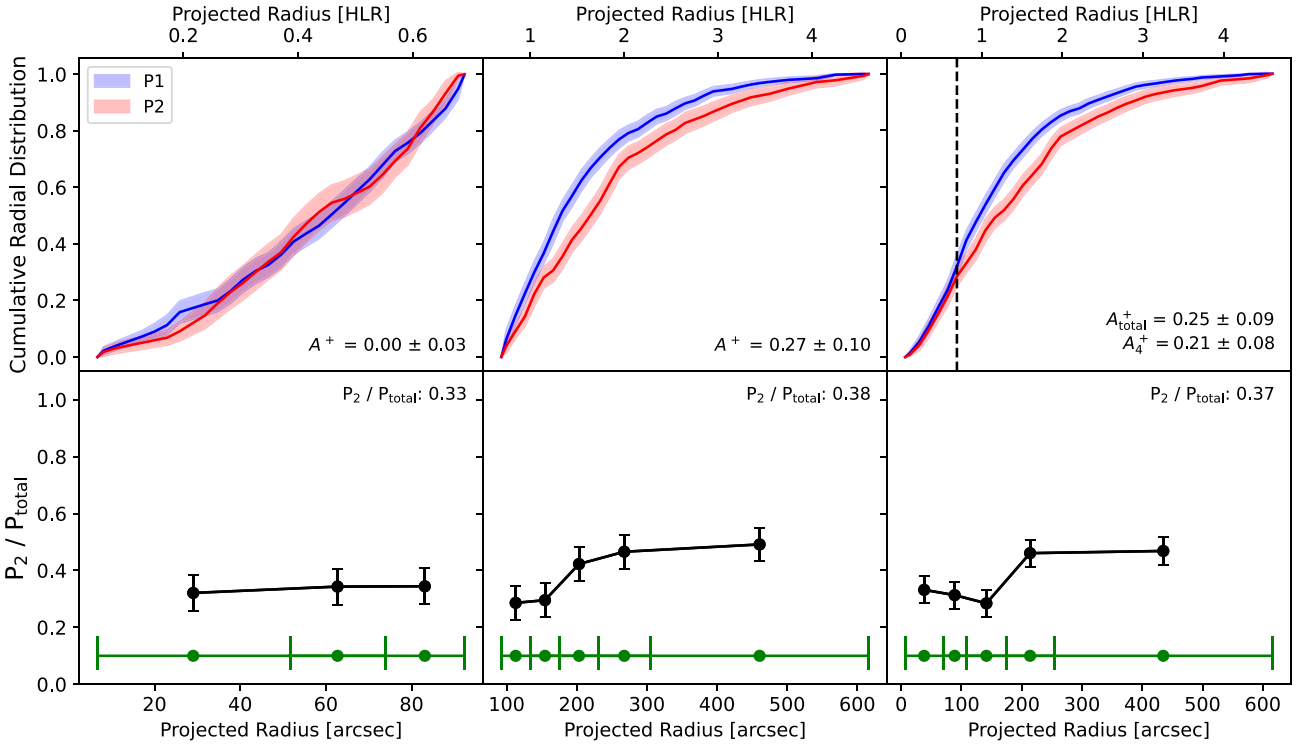 Projected Radius [HLR] Projected Radius [HLR] Projected Radius [HLR]
0.2 0.4 0.6 1 2 3 4 0 1 2 3 4
Cumulative Radial Distribution
1.0
0.8
0.6
0.4
0.2
0.0
P1
P2
A⁺ = 0.00 ± 0.03
A⁺ = 0.27 ± 0.10
A⁺total = 0.25 ± 0.09
A⁺4 = 0.21 ± 0.08
P₂ / Ptotal
1.0
0.8
0.6
0.4
0.2
0.0
P₂ / Ptotal: 0.33
P₂ / Ptotal: 0.38
P₂ / Ptotal: 0.37
20 40 60 80 100 200 300 400 500 600 0 100 200 300 400 500 600
Projected Radius [arcsec] Projected Radius [arcsec] Projected Radius [arcsec]